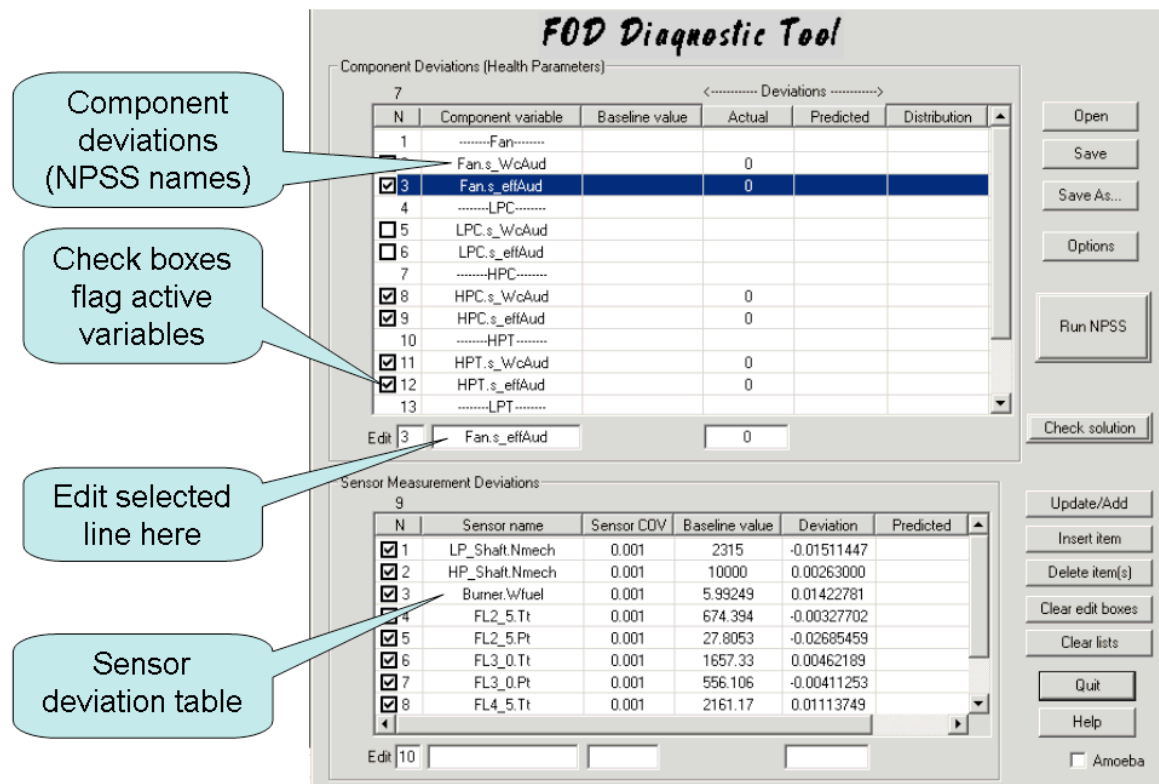 FOD Diagnostic Tool
Component Deviations (Health Parameters)
7 <----------- Deviations ----------->
N Component variable Baseline value Actual Predicted Distribution
1 --------Fan--------
Fan.s_WcAud 0
3 Fan.s_effAud 0
4 --------LPC--------
5 LPC.s_WcAud
6 LPC.s_effAud
7 --------HPC--------
8 HPC.s_WcAud 0
9 HPC.s_effAud 0
10 --------HPT--------
11 HPT.s_WcAud 0
12 HPT.s_effAud 0
13 --------LPT--------
Edit 3 Fan.s_effAud 0
Component
deviations
(NPSS names)
Check boxes
flag active
variables
Edit selected
line here
Sensor
deviation table
Open
Save
Save As...
Options
Run NPSS
Check solution
Sensor Measurement Deviations
9
N Sensor name Sensor COV Baseline value Deviation Predicted
1 LP_Shaft.Nmech 0.001 2315 -0.01511447
2 HP_Shaft.Nmech 0.001 10000 0.00263000
3 Burner.Wfuel 0.001 5.99249 0.01422781
4 FL2_5.Tt 0.001 674.394 -0.00327702
5 FL2_5.Pt 0.001 27.8053 -0.02685459
6 FL3_0.Tt 0.001 1657.33 0.00462189
7 FL3_0.Pt 0.001 556.106 -0.00411253
8 FL4_5.Tt 0.001 2161.17 0.01113749
Edit 10
Update/Add
Insert item
Delete item(s)
Clear edit boxes
Clear lists
Quit
Help
Amoeba